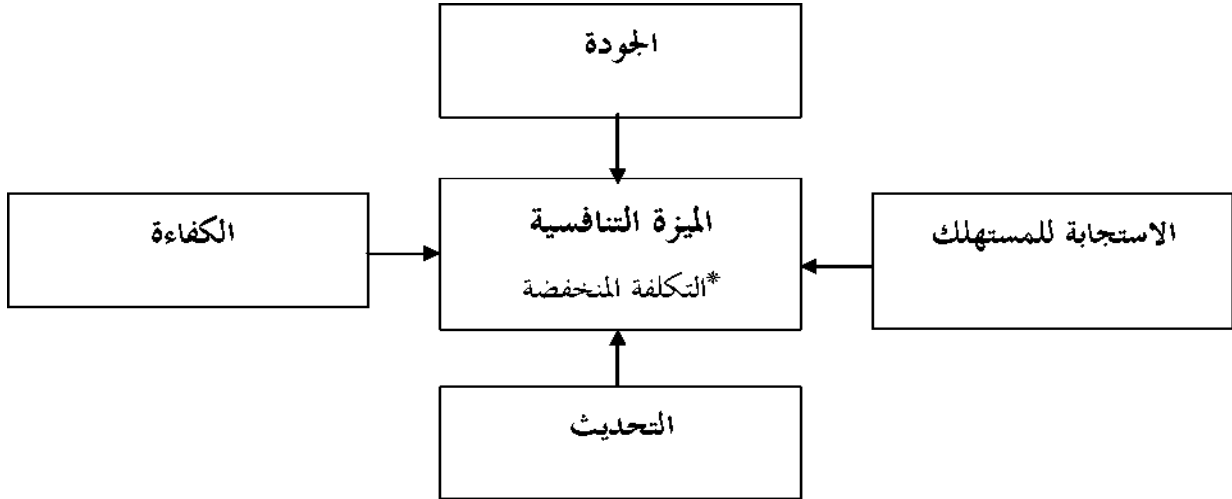 الجودة
الميزة التنافسية
*التكلفة المنخفضة
الاستجابة للمستهلك
الكفاءة
التحديث